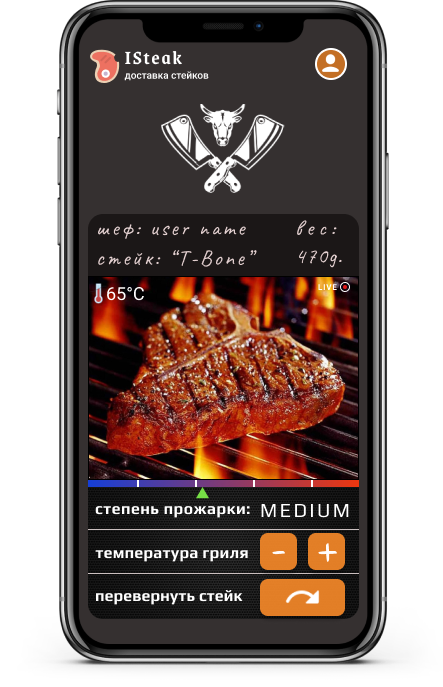 ISteak
доставка стейков
шеф: user name
вес:
стейк: “T-Bone”
470g.
65°C
LIVE
степень прожарки: MEDIUM
температура гриля - +
перевернуть стейк